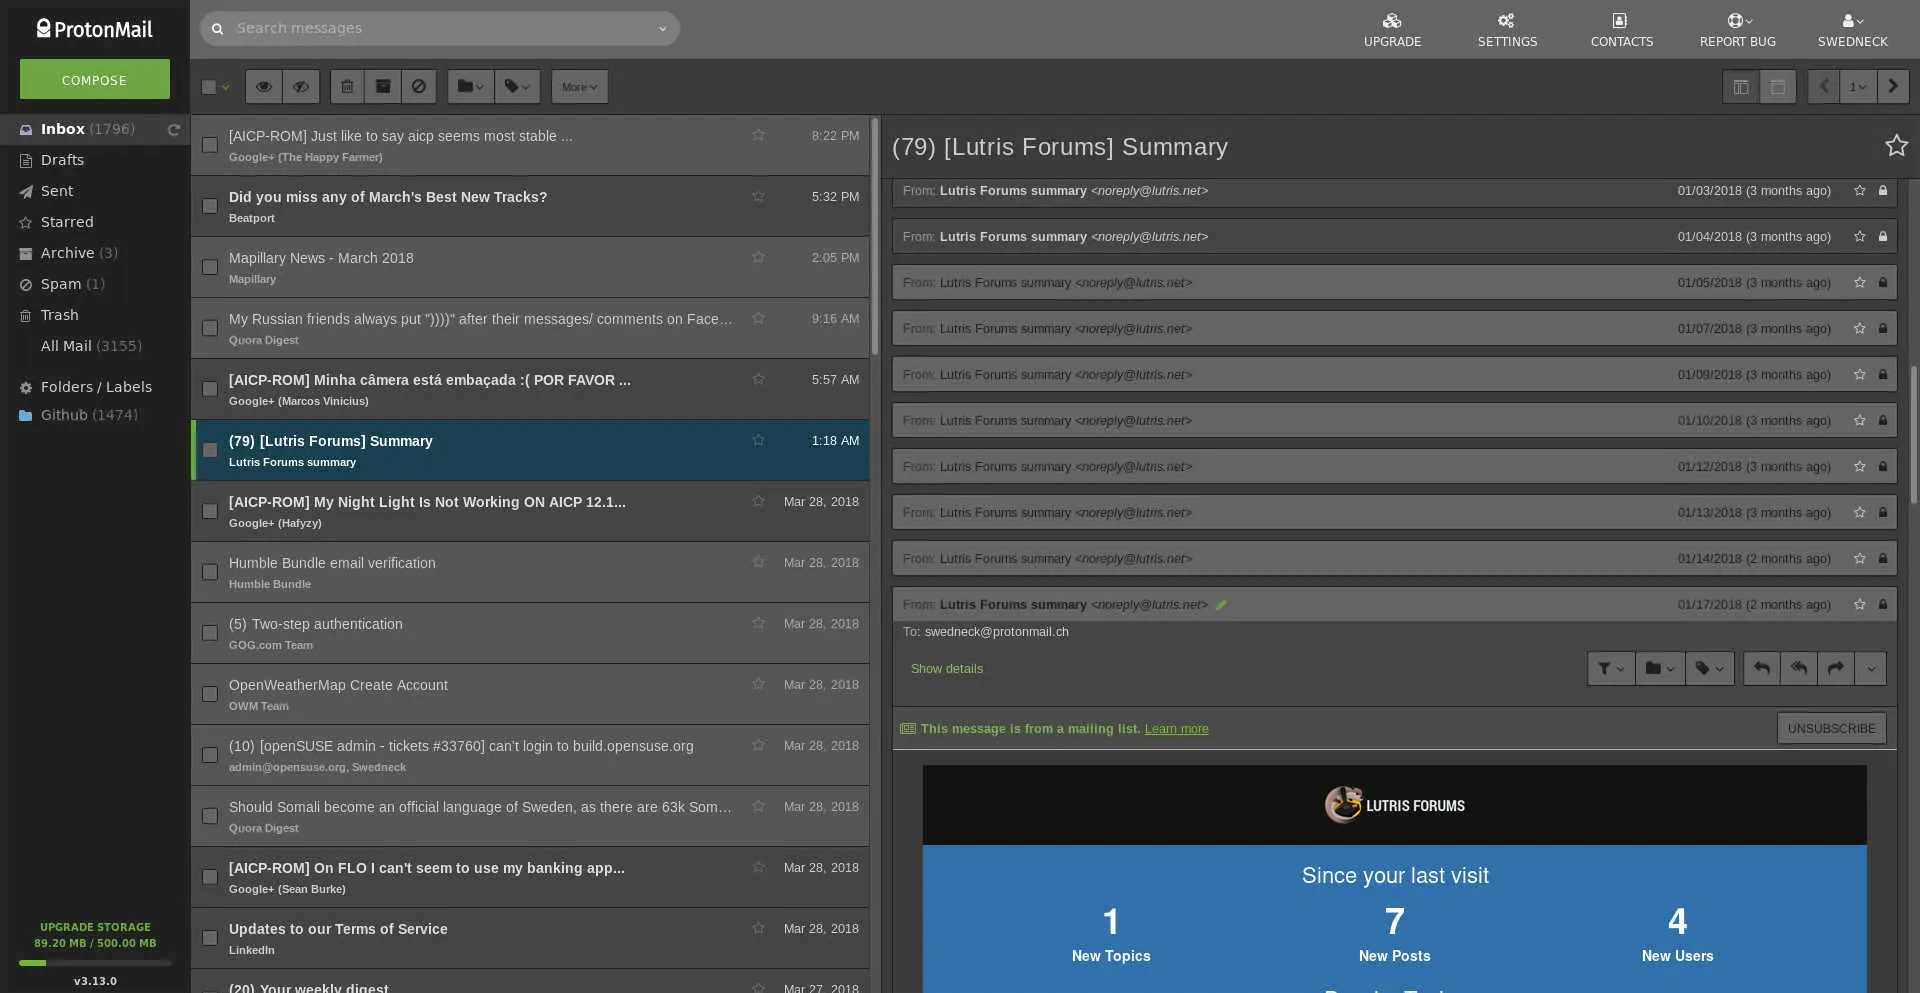 ProtonMail
COMPOSE
Inbox (1796)
Drafts
Sent
Starred
Archive (3)
Spam (1)
Trash
All Mail (3155)
Folders / Labels
Github (1474)
UPGRADE STORAGE
89.20 MB / 500.00 MB
v3.13.0
Search messages
UPGRADE
SETTINGS
CONTACTS
REPORT BUG
SWEDNECK
More
1
[AICP-ROM] Just like to say aicp seems most stable ... 8:22 PM
Google+ (The Happy Farmer)
Did you miss any of March's Best New Tracks? 5:32 PM
Beatport
Mapillary News - March 2018 2:05 PM
Mapillary
My Russian friends always put "))))" after their messages/ comments on Face... 9:16 AM
Quora Digest
[AICP-ROM] Minha câmera está embaçada :( POR FAVOR ... 5:57 AM
Google+ (Marcos Vinicius)
(79) [Lutris Forums] Summary 1:18 AM
Lutris Forums summary
[AICP-ROM] My Night Light Is Not Working ON AICP 12.1... Mar 28, 2018
Google+ (Hafyzy)
Humble Bundle email verification Mar 28, 2018
Humble Bundle
(5) Two-step authentication Mar 28, 2018
GOG.com Team
OpenWeatherMap Create Account Mar 28, 2018
OWM Team
(10) [openSUSE admin - tickets #33760] can't login to build.opensuse.org Mar 28, 2018
admin@opensuse.org, Swedneck
Should Somali become an official language of Sweden, as there are 63k Som... Mar 28, 2018
Quora Digest
[AICP-ROM] On FLO I can't seem to use my banking app... Mar 28, 2018
Google+ (Sean Burke)
Updates to our Terms of Service Mar 28, 2018
LinkedIn
(20) Your weekly digest Mar 27, 2018
(79) [Lutris Forums] Summary
From: Lutris Forums summary <noreply@lutris.net> 01/03/2018 (3 months ago)
From: Lutris Forums summary <noreply@lutris.net> 01/04/2018 (3 months ago)
From: Lutris Forums summary <noreply@lutris.net> 01/05/2018 (3 months ago)
From: Lutris Forums summary <noreply@lutris.net> 01/07/2018 (3 months ago)
From: Lutris Forums summary <noreply@lutris.net> 01/09/2018 (3 months ago)
From: Lutris Forums summary <noreply@lutris.net> 01/10/2018 (3 months ago)
From: Lutris Forums summary <noreply@lutris.net> 01/12/2018 (3 months ago)
From: Lutris Forums summary <noreply@lutris.net> 01/13/2018 (3 months ago)
From: Lutris Forums summary <noreply@lutris.net> 01/14/2018 (2 months ago)
From: Lutris Forums summary <noreply@lutris.net> 01/17/2018 (2 months ago)
To: swedneck@protonmail.ch
Show details
This message is from a mailing list. Learn more
UNSUBSCRIBE
LUTRIS FORUMS
Since your last visit
1 7 4
New Topics New Posts New Users